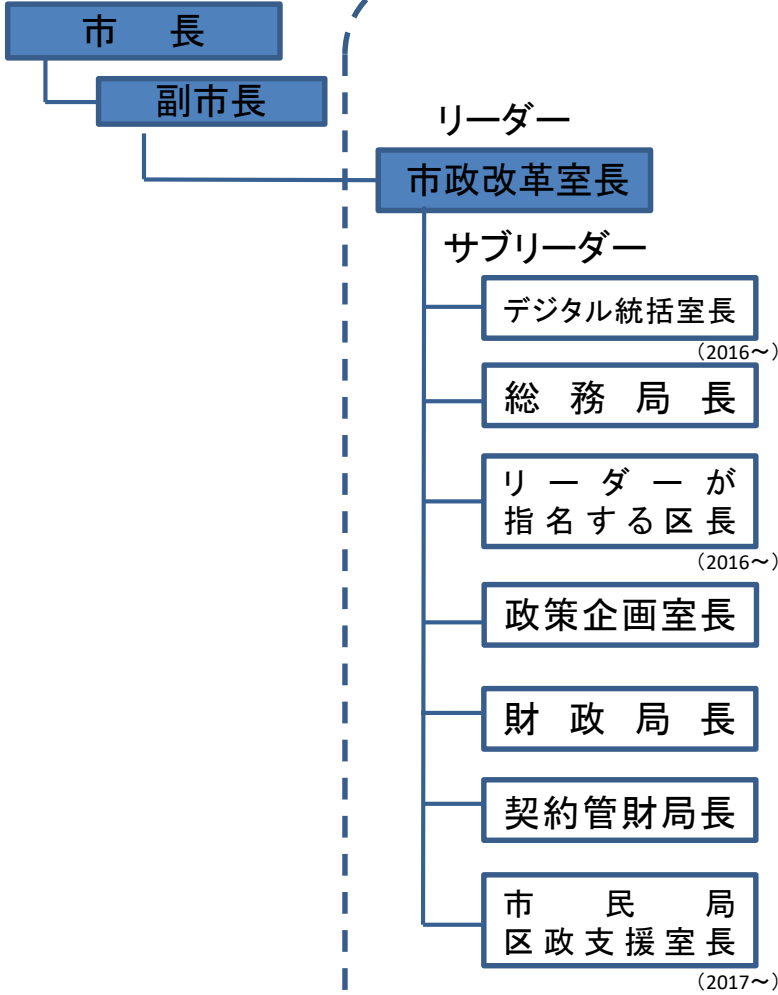 市長
副市長
リーダー
市政改革室長
サブリーダー
デジタル統括室長
（2016～）
総務局長
リーダーが
指名する区長
（2016～）
政策企画室長
財政局長
契約管財局長
市民局
区政支援室長
（2017～）